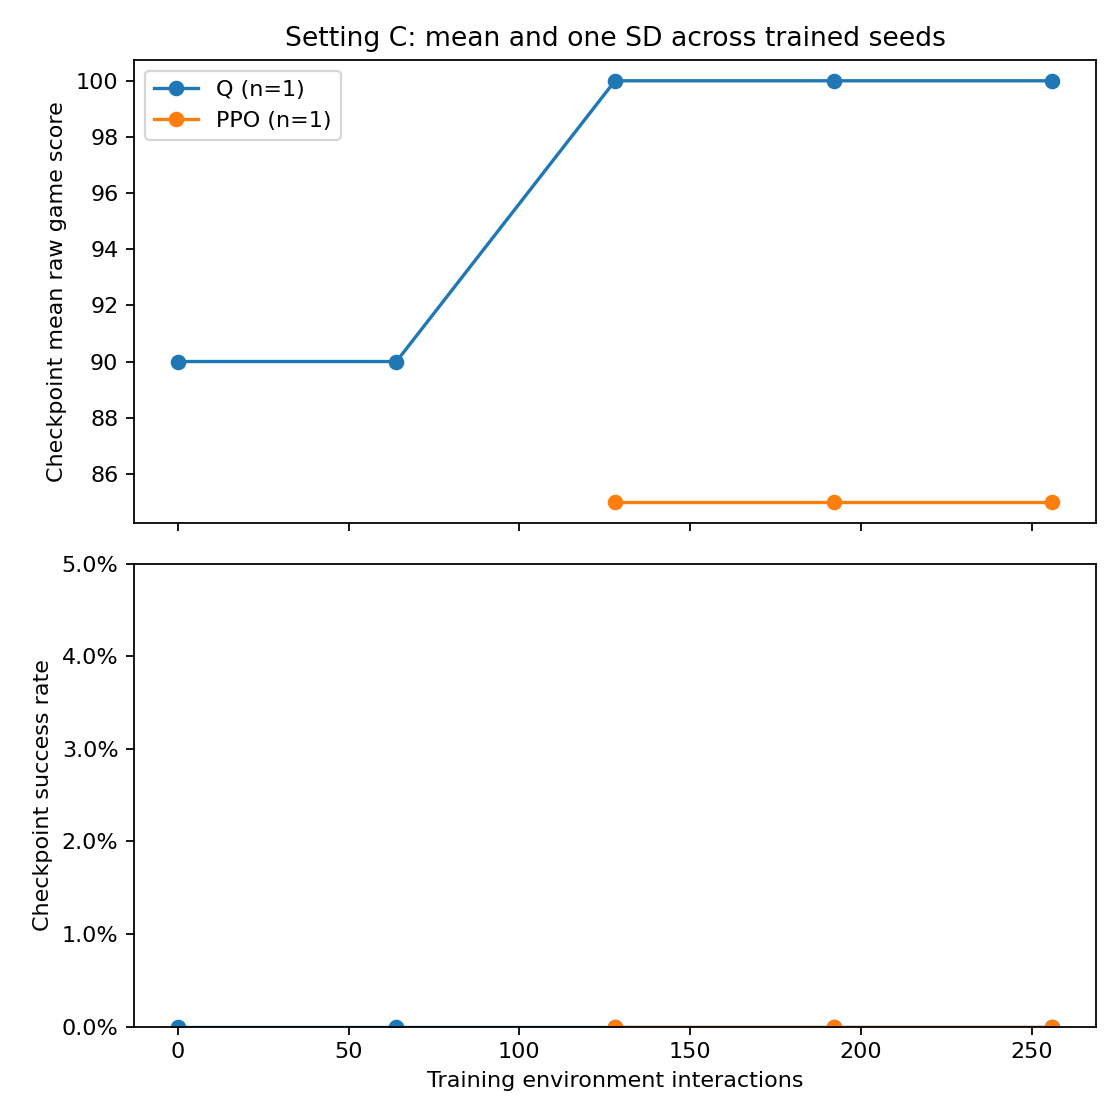 Setting C: mean and one SD across trained seeds
Checkpoint mean raw game score
100
98
96
94
92
90
88
86
Q (n=1)
PPO (n=1)
Checkpoint success rate
5.0%
4.0%
3.0%
2.0%
1.0%
0.0%
0 50 100 150 200 250
Training environment interactions